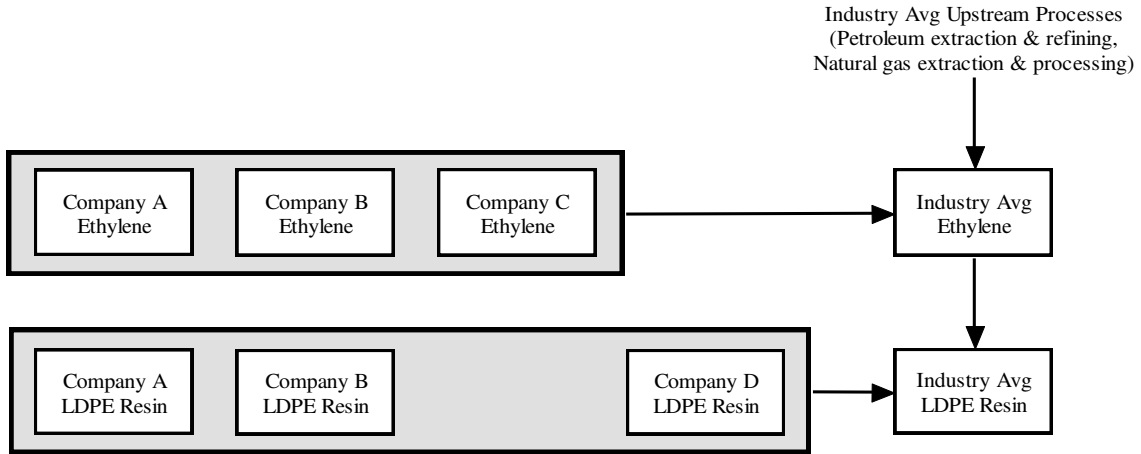 Industry Avg Upstream Processes
(Petroleum extraction & refining,
Natural gas extraction & processing)
Company A
Ethylene
Company B
Ethylene
Company C
Ethylene
Industry Avg
Ethylene
Company A
LDPE Resin
Company B
LDPE Resin
Company D
LDPE Resin
Industry Avg
LDPE Resin